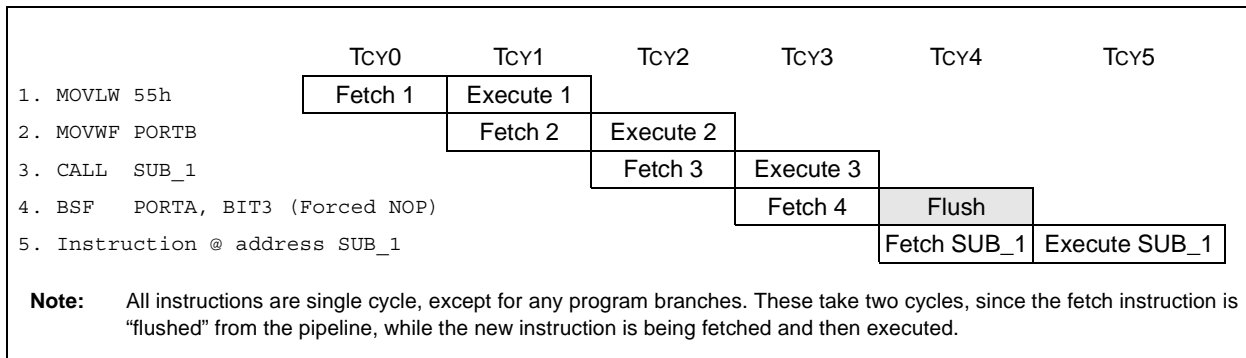 TCY0 TCY1 TCY2 TCY3 TCY4 TCY5
1. MOVLW 55h Fetch 1 Execute 1
2. MOVWF PORTB Fetch 2 Execute 2
3. CALL SUB_1 Fetch 3 Execute 3
4. BSF PORTA, BIT3 (Forced NOP) Fetch 4 Flush
5. Instruction @ address SUB_1 Fetch SUB_1 Execute SUB_1
Note: All instructions are single cycle, except for any program branches. These take two cycles, since the fetch instruction is
“flushed” from the pipeline, while the new instruction is being fetched and then executed.